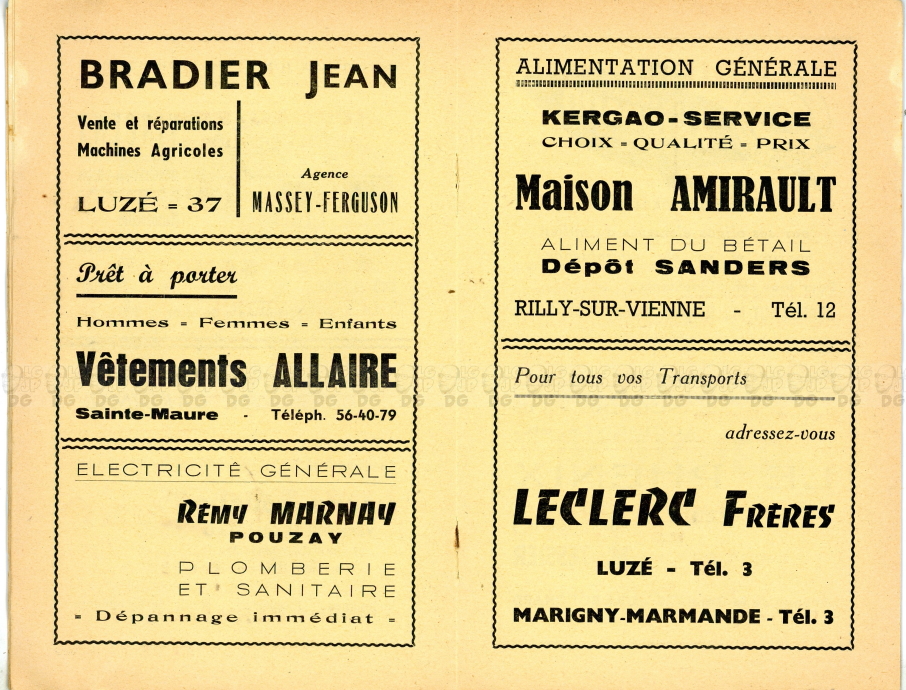 BRADIER JEAN
Vente et réparations
Machines Agricoles
LUZÉ = 37
Agence
MASSEY-FERGUSON
Prêt à porter
Hommes = Femmes = Enfants
Vêtements ALLAIRE
Sainte-Maure - Téléph. 56-40-79
ELECTRICITÉ GÉNÉRALE
RÉMY MARNAY
POUZAY
PLOMBERIE
ET SANITAIRE
= Dépannage immédiat =
ALIMENTATION GÉNÉRALE
KERGAO-SERVICE
CHOIX = QUALITÉ = PRIX
Maison AMIRAULT
ALIMENT DU BÉTAIL
Dépôt SANDERS
RILLY-SUR-VIENNE - Tél. 12
Pour tous vos Transports
adressez-vous
LECLERC FRÈRES
LUZÉ - Tél. 3
MARIGNY-MARMANDE - Tél. 3